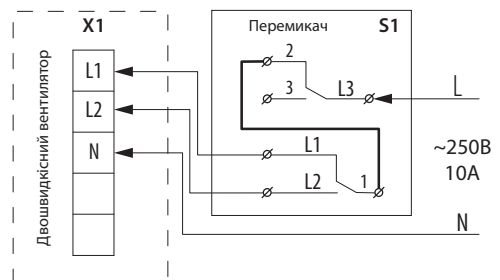 X1
Двошвидкісний вентилятор
L1
L2
N
Перемикач
S1
2
3
L3
L1
L2
1
L
~250В
10А
N